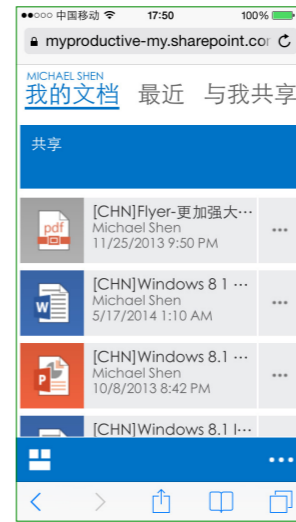 中国移动 17:50 100%
myproductive-my.sharepoint.cor
MICHAEL SHEN
我的文档 最近 与我共享
共享
pdf
[CHN]Flyer-更加强大…
Michael Shen
11/25/2013 9:50 PM
W
[CHN]Windows 8 1 …
Michael Shen
5/17/2014 1:10 AM
P
[CHN]Windows 8.1 …
Michael Shen
10/8/2013 8:42 PM
[CHN]Windows 8.1 I…